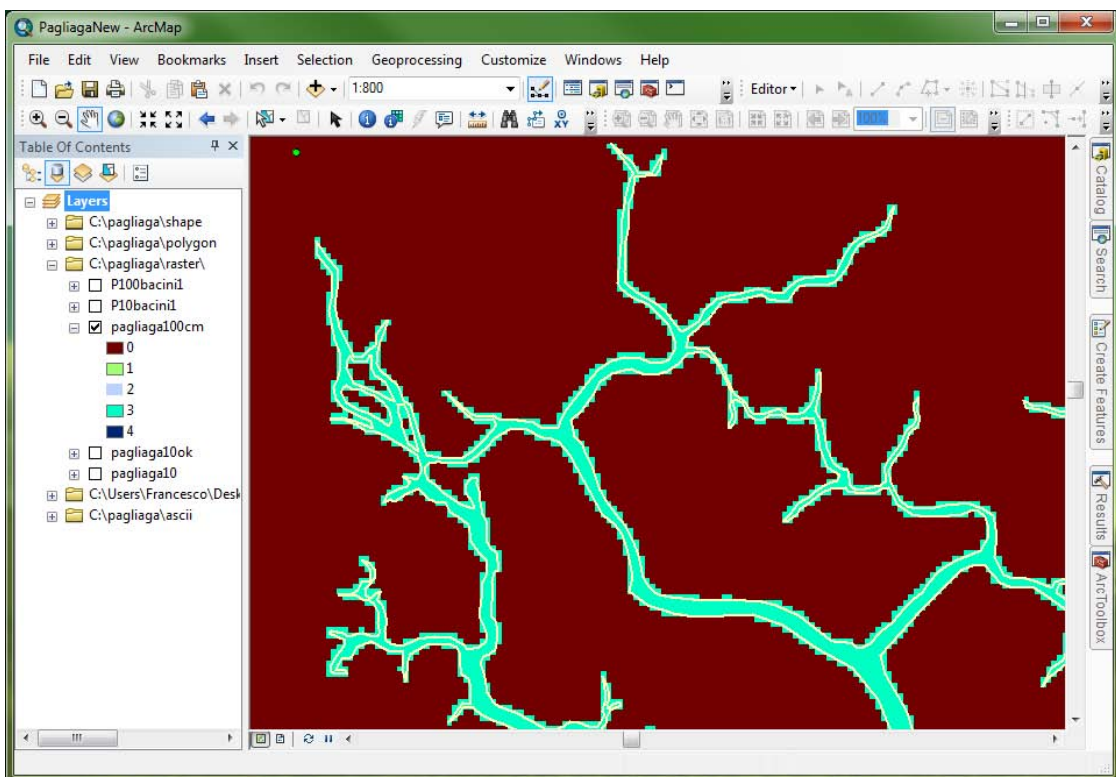 PagliagaNew - ArcMap
File Edit View Bookmarks Insert Selection Geoprocessing Customize Windows Help
1:800
Editor
100%
Table Of Contents
Layers
C:\pagliaga\shape
C:\pagliaga\polygon
C:\pagliaga\raster\
P100bacini1
P10bacini1
pagliaga100cm
0
1
2
3
4
pagliaga10ok
pagliaga10
C:\Users\Francesco\Desk
C:\pagliaga\ascii
Catalog
Search
Create Features
Results
ArcToolbox